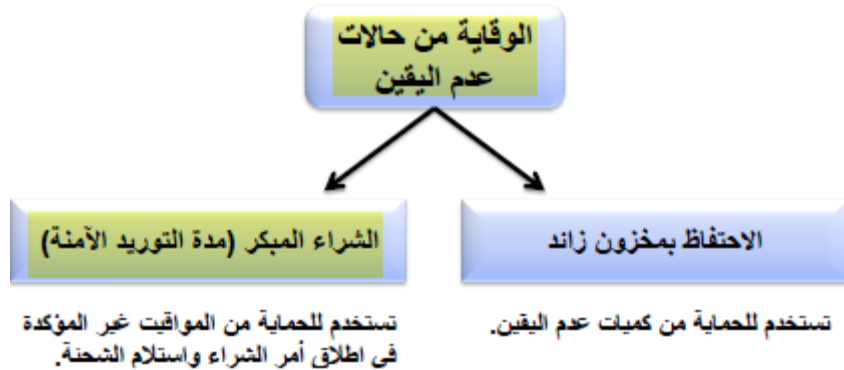 الوقاية من حالات
عدم اليقين
الاحتفاظ بمخزون زائد
الشراء المبكر (مدة التوريد الآمنة)
تستخدم للحماية من كميات عدم اليقين.
تستخدم للحماية من المواقيت غير المؤكدة
في اطلاق أمر الشراء واستلام الشحنة.